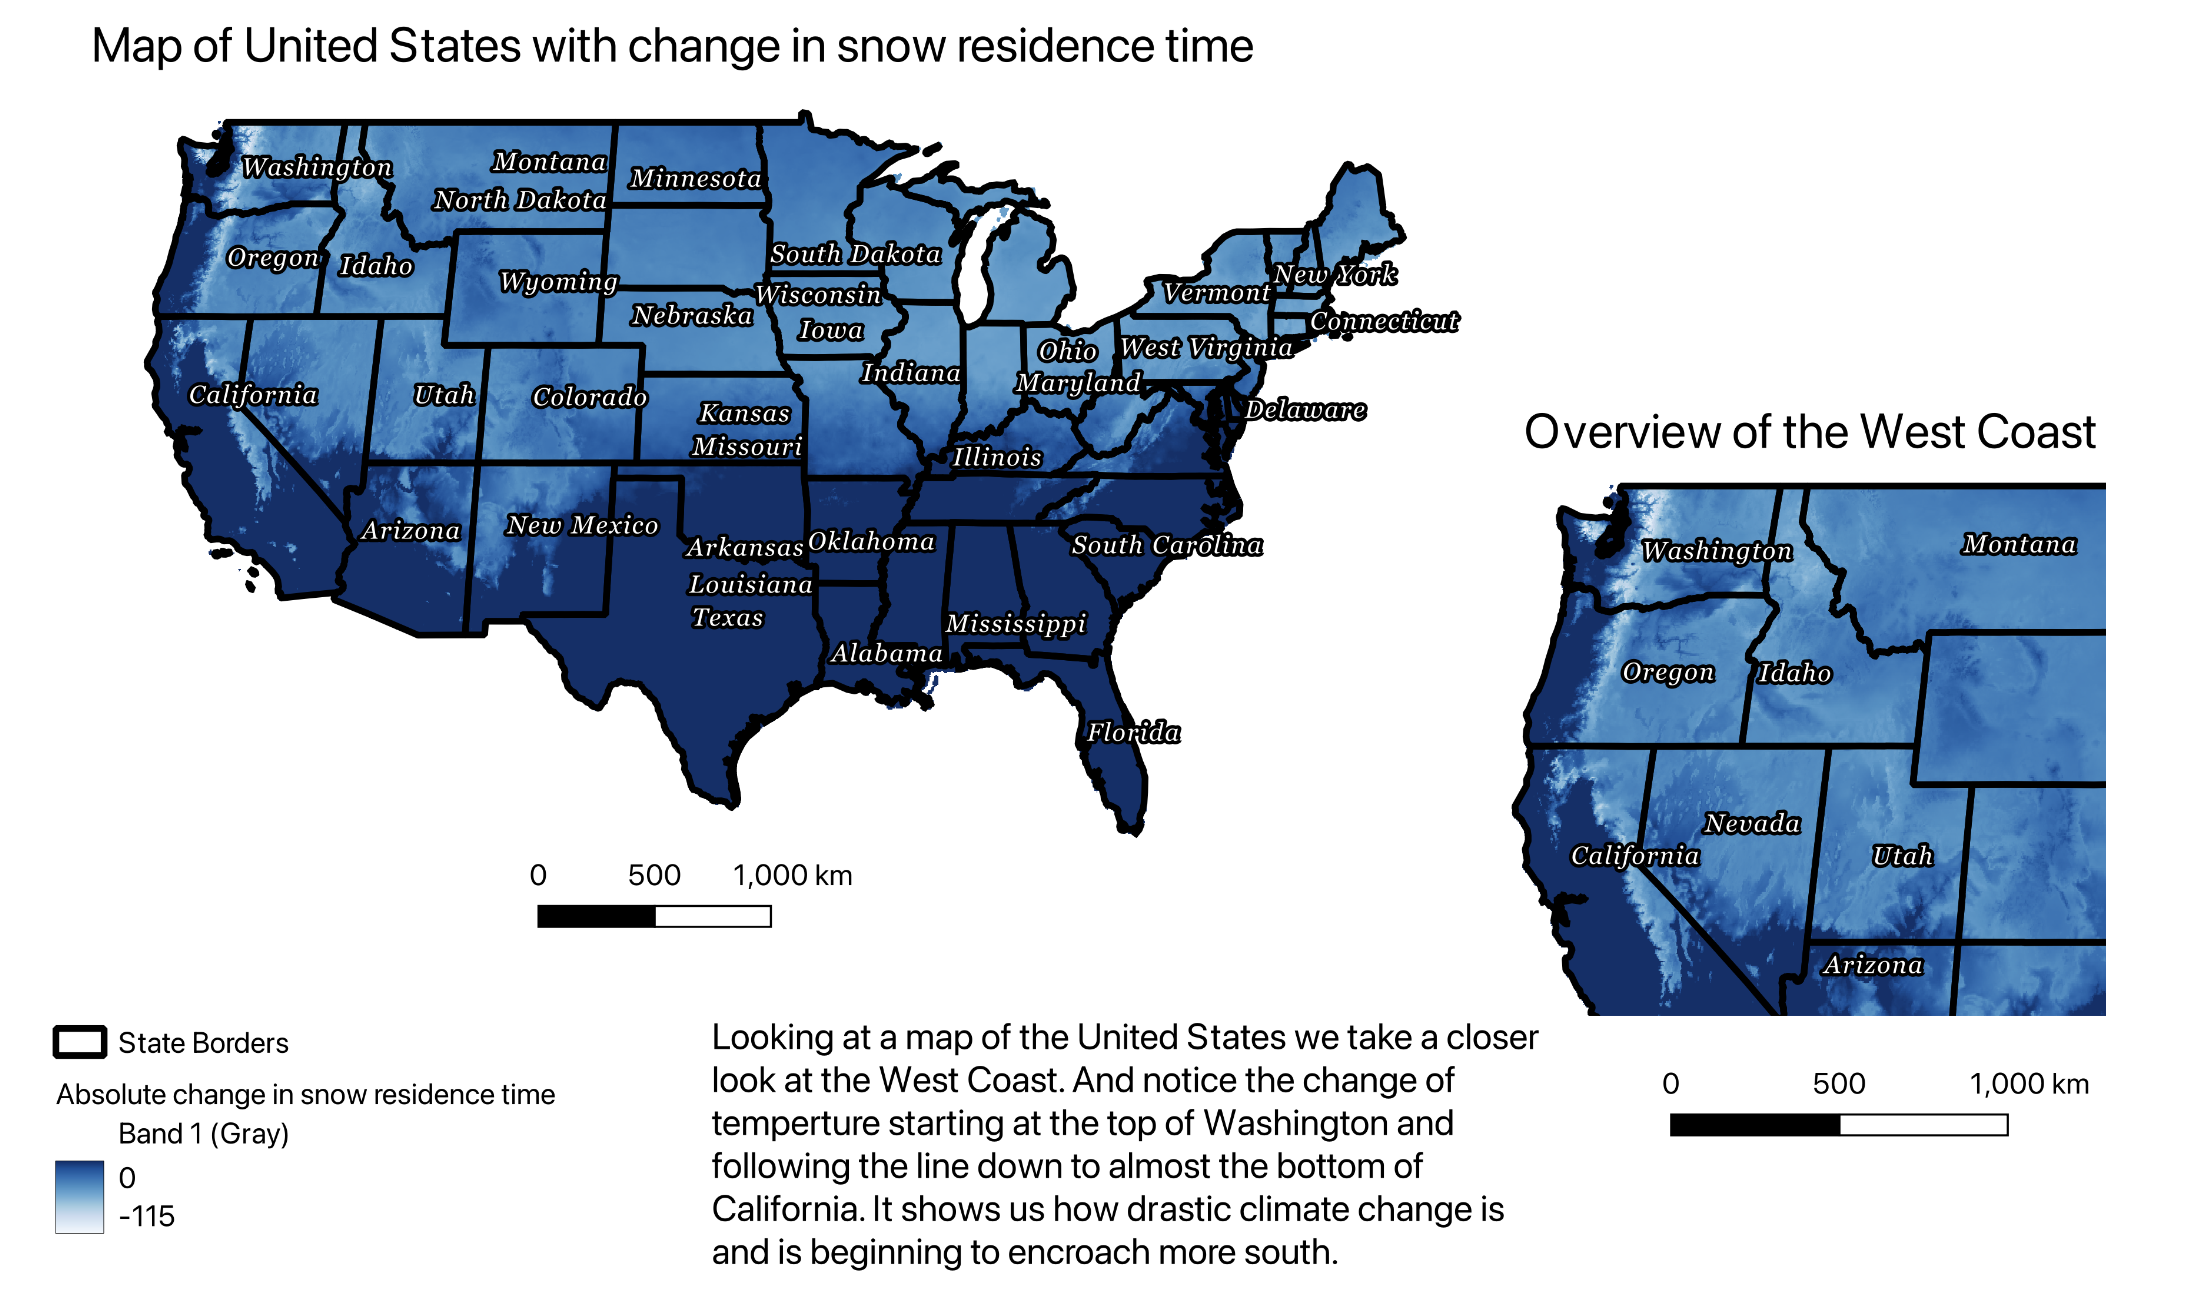 Map of United States with change in snow residence time
Washington
Montana
North Dakota
Minnesota
Oregon
Idaho
Wyoming
South Dakota
Wisconsin
Iowa
Nebraska
Vermont
New York
Connecticut
Ohio
West Virginia
Maryland
Indiana
Delaware
California
Utah
Colorado
Kansas
Missouri
Illinois
Arizona
New Mexico
Arkansas
Oklahoma
South Carolina
Louisiana
Texas
Mississippi
Alabama
Florida
0 500 1,000 km
Overview of the West Coast
Washington
Montana
Oregon
Idaho
Nevada
California
Utah
Arizona
0 500 1,000 km
State Borders
Absolute change in snow residence time
Band 1 (Gray)
0
-115
Looking at a map of the United States we take a closer
look at the West Coast. And notice the change of
temperture starting at the top of Washington and
following the line down to almost the bottom of
California. It shows us how drastic climate change is
and is beginning to encroach more south.